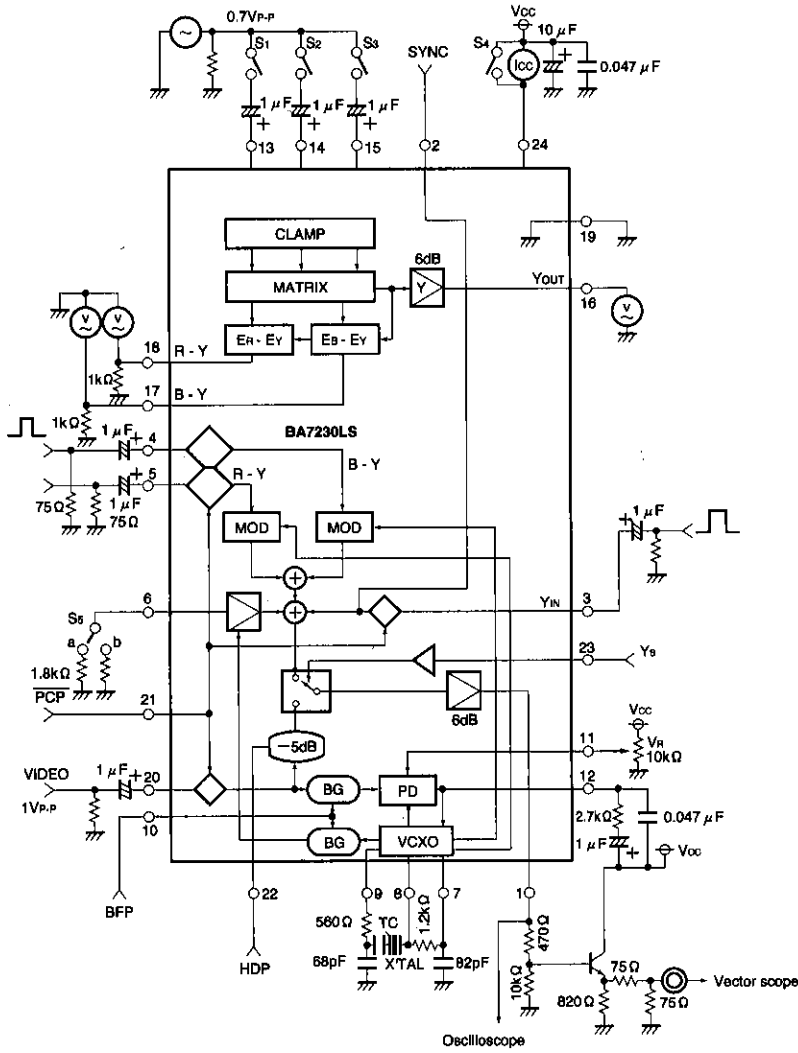 0.7VP-P
S1
S2
S3
1 μF
+
1 μF
+
1 μF
+
13
14
15
SYNC
2
S4
Vcc
Icc
10 μF
+
0.047 μF
24
CLAMP
MATRIX
6dB
Y
ER - EY
EB - EY
19
YOUT
16
V
V
V
18
R - Y
1kΩ
17
B - Y
1kΩ
BA7230LS
1 μF
+
4
5
+
1 μF
75Ω
75Ω
R - Y
B - Y
MOD
MOD
+
+
1 μF
+
YIN
3
6
S5
a
b
1.8kΩ
PCP
21
23
YS
6dB
-5dB
11
Vcc
VR
10kΩ
VIDEO
1VP-P
1 μF
+
20
10
BG
PD
12
BG
VCXO
2.7kΩ
1 μF
+
0.047 μF
Vcc
BFP
22
HDP
9
8
7
1
560Ω
TC
1.2kΩ
68pF
X'TAL
82pF
470Ω
10kΩ
75Ω
820Ω
75Ω
Vector scope
Oscilloscope